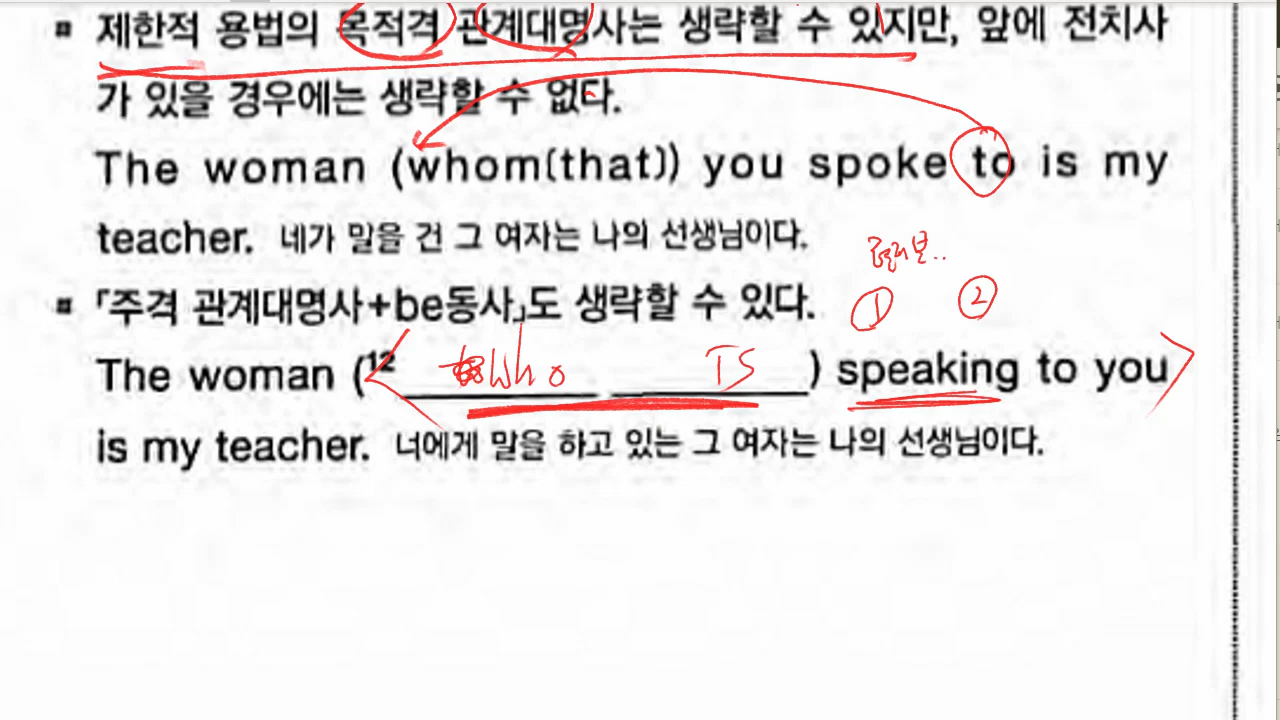 ▪ 제한적 용법의 목적격 관계대명사는 생략할 수 있지만, 앞에 전치사
가 있을 경우에는 생략할 수 없다.
The woman (whom(that)) you spoke to is my
teacher. 네가 말을 건 그 여자는 나의 선생님이다.
▪ 「주격 관계대명사+be동사」도 생략할 수 있다. ① ②
The woman (12 Who IS ) speaking to you
is my teacher. 너에게 말을 하고 있는 그 여자는 나의 선생님이다.